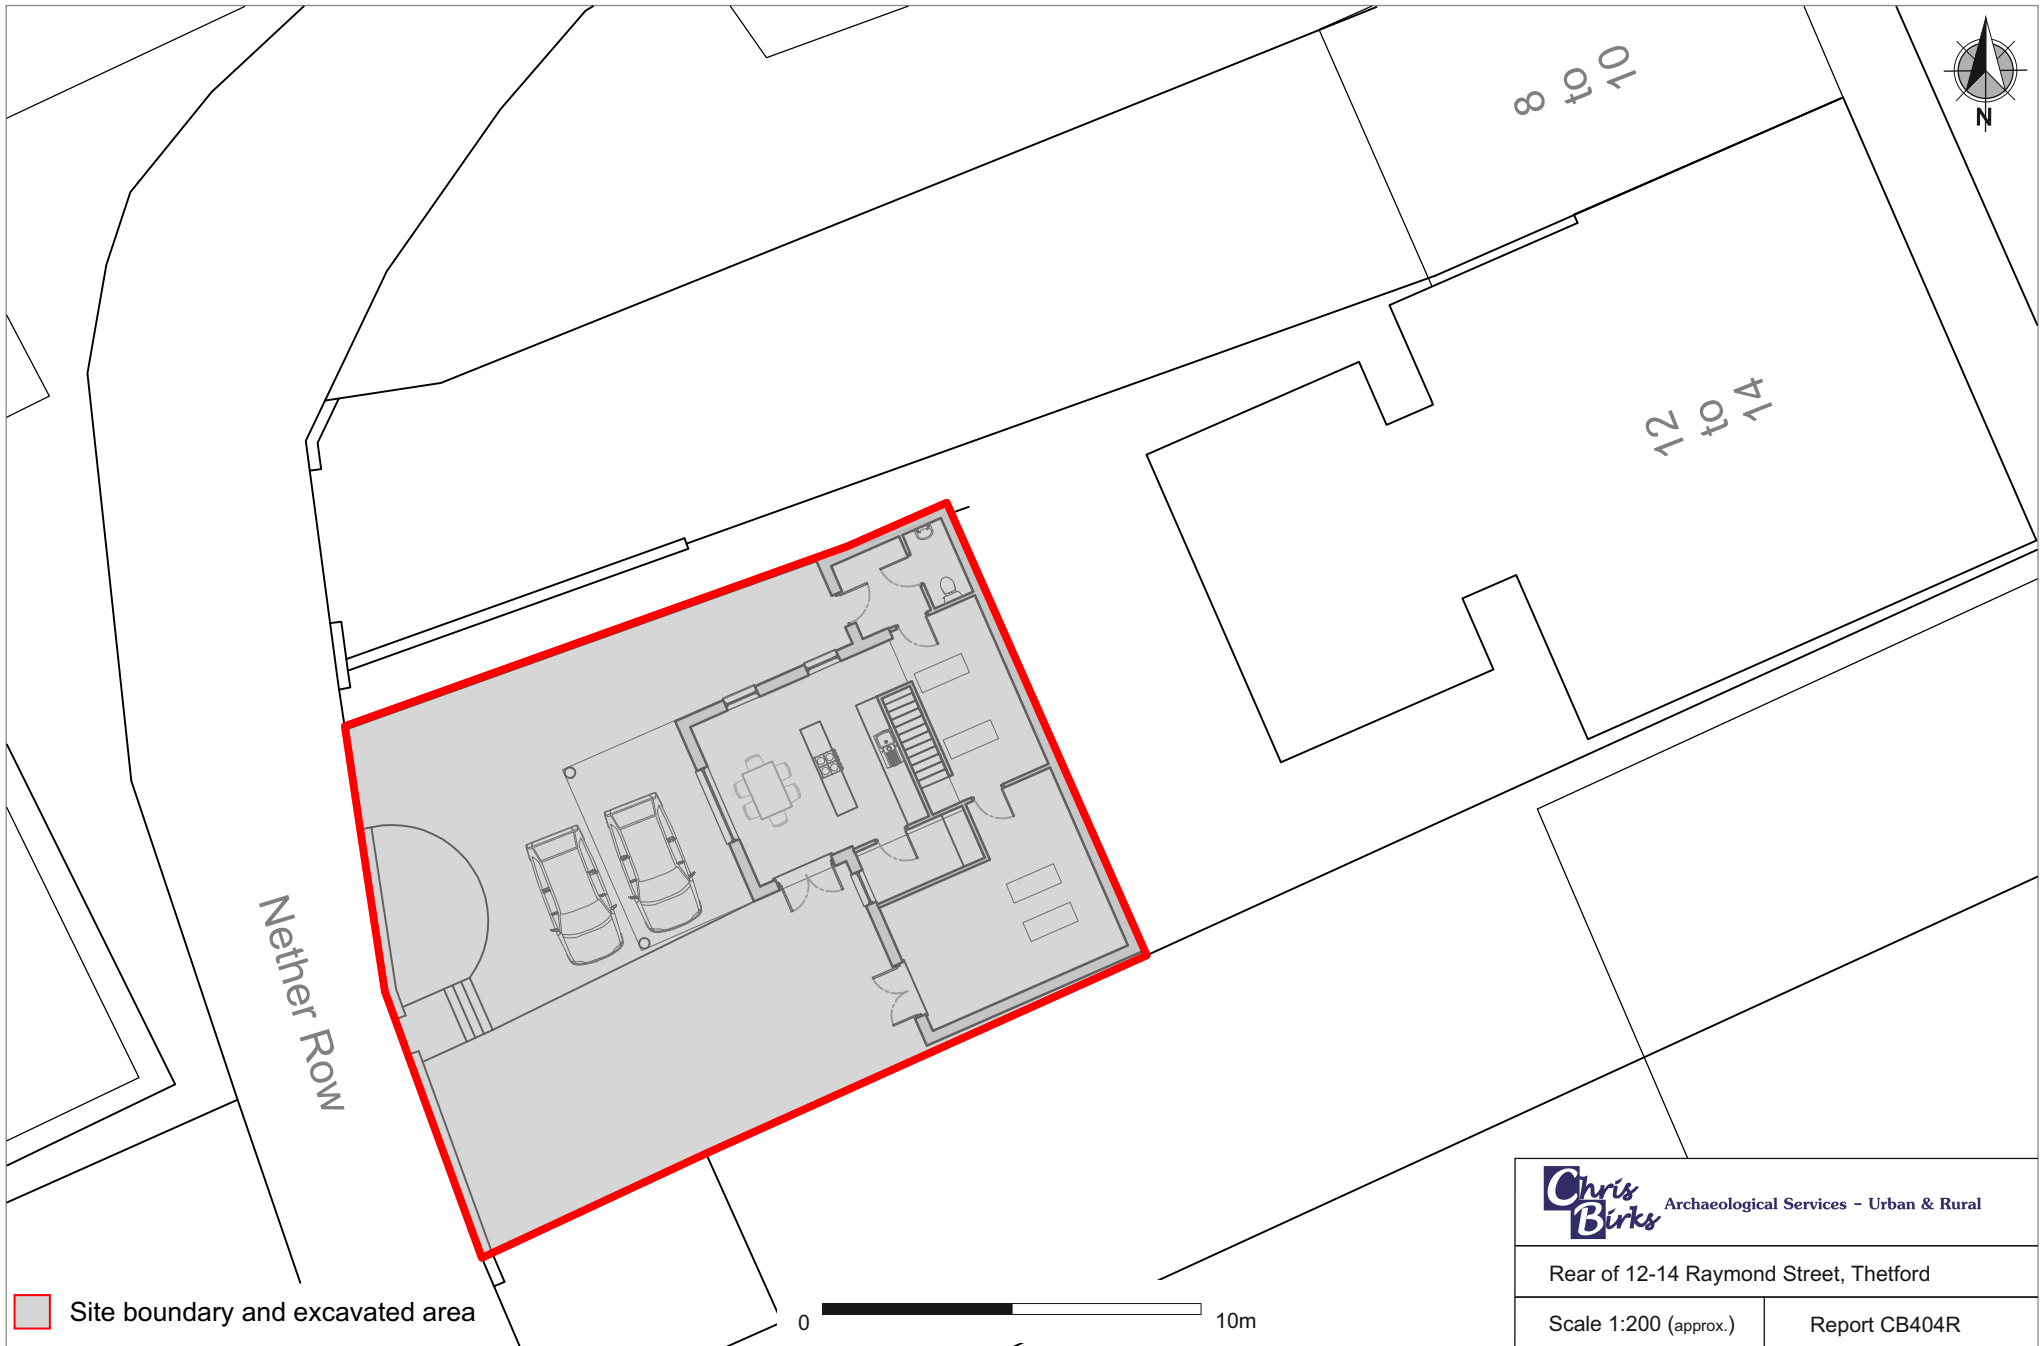 8
to
10
N
12
to
14
Nether Row
Chris
Birks
Archaeological Services - Urban & Rural
Rear of 12-14 Raymond Street, Thetford
Site boundary and excavated area
0
10m
Scale 1:200 (approx.)
Report CB404R